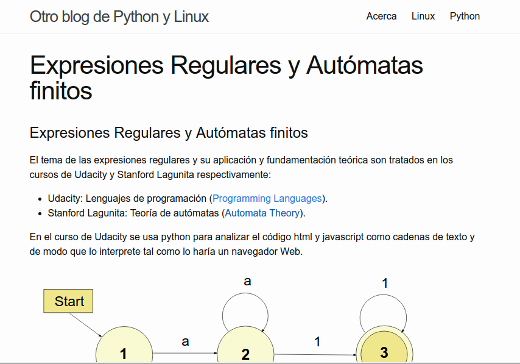 Otro blog de Python y Linux
Acerca Linux Python
Expresiones Regulares y Autómatas
finitos
Expresiones Regulares y Autómatas finitos
El tema de las expresiones regulares y su aplicación y fundamentación teórica son tratados en los
cursos de Udacity y Stanford Lagunita respectivamente:
Udacity: Lenguajes de programación (Programming Languages).
Stanford Lagunita: Teoría de autómatas (Automata Theory).
En el curso de Udacity se usa python para analizar el código html y javascript como cadenas de texto y
de modo que lo interprete tal como lo haría un navegador Web.
a 1
Start
a 1
1 2 3